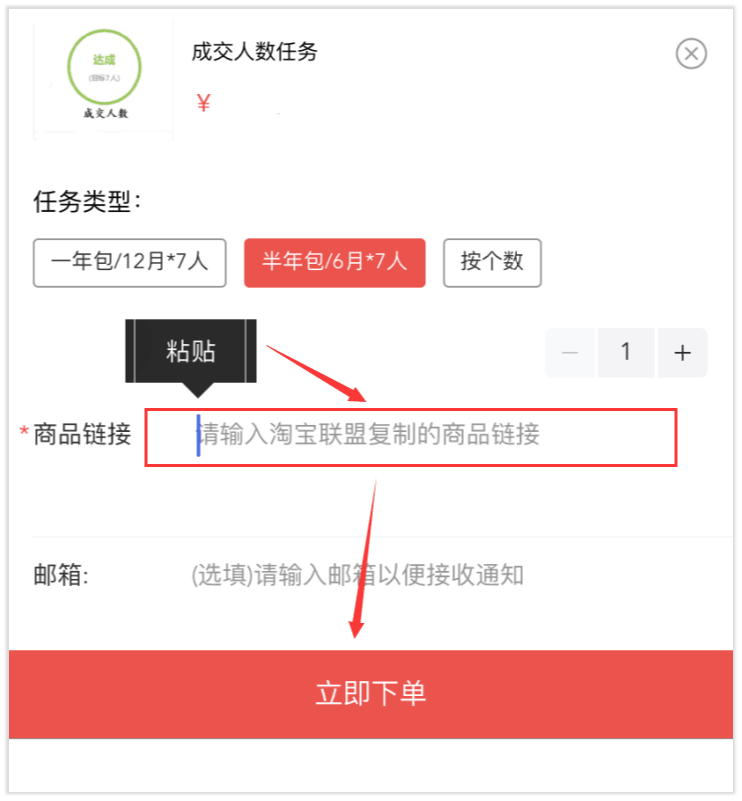 达成
(目标7人)
成交人数
成交人数任务
¥
任务类型：
一年包/12月*7人
半年包/6月*7人
按个数
粘贴
1
*商品链接
请输入淘宝联盟复制的商品链接
邮箱:
(选填)请输入邮箱以便接收通知
立即下单